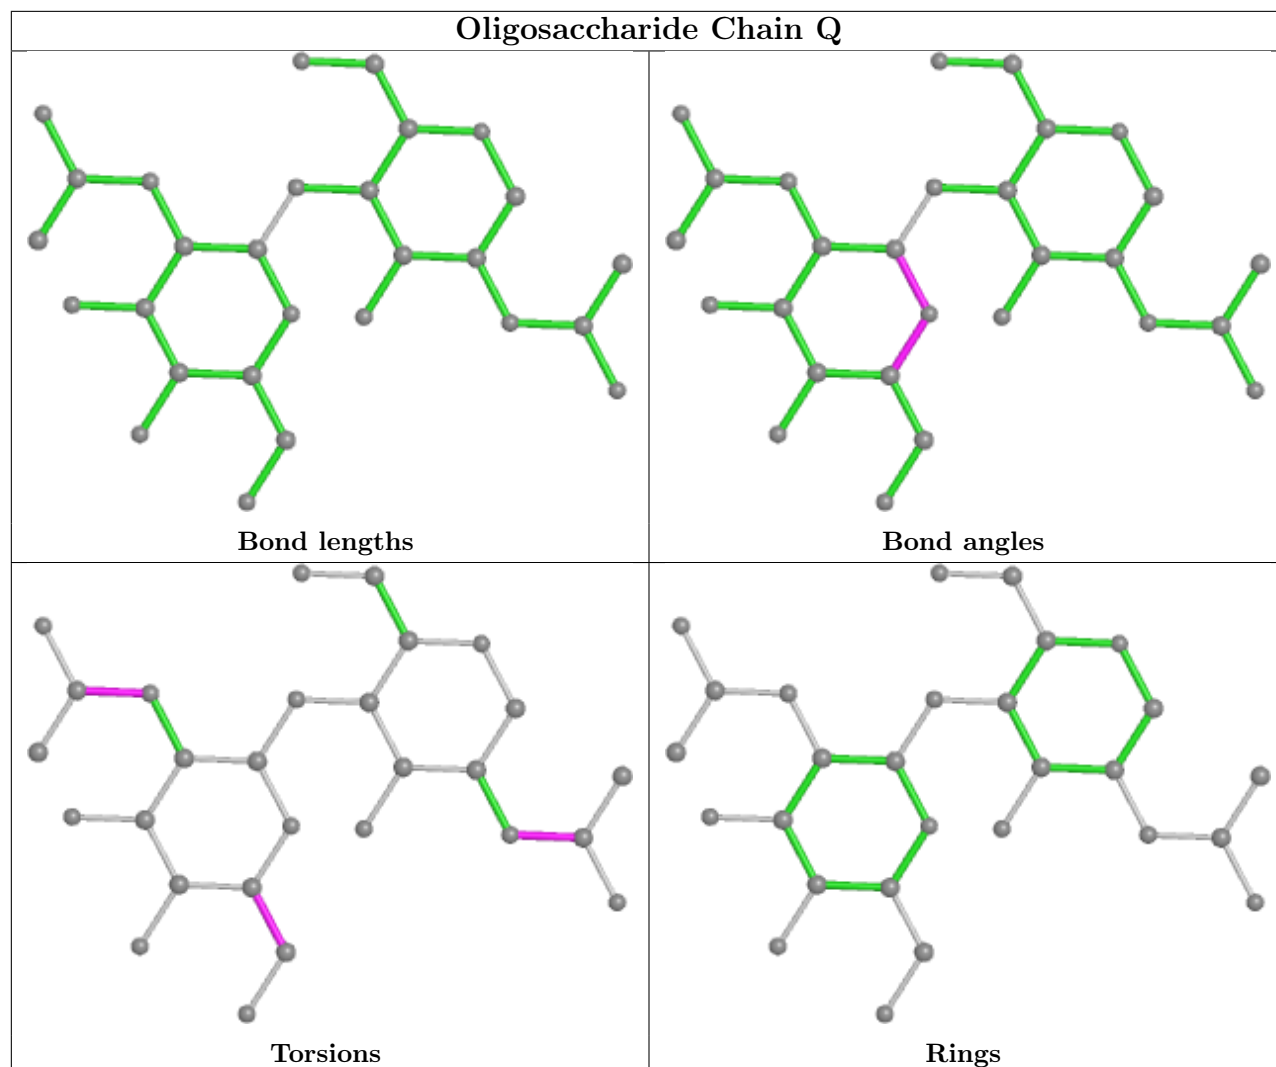 Oligosaccharide Chain Q
Bond lengths
Bond angles
Torsions
Rings